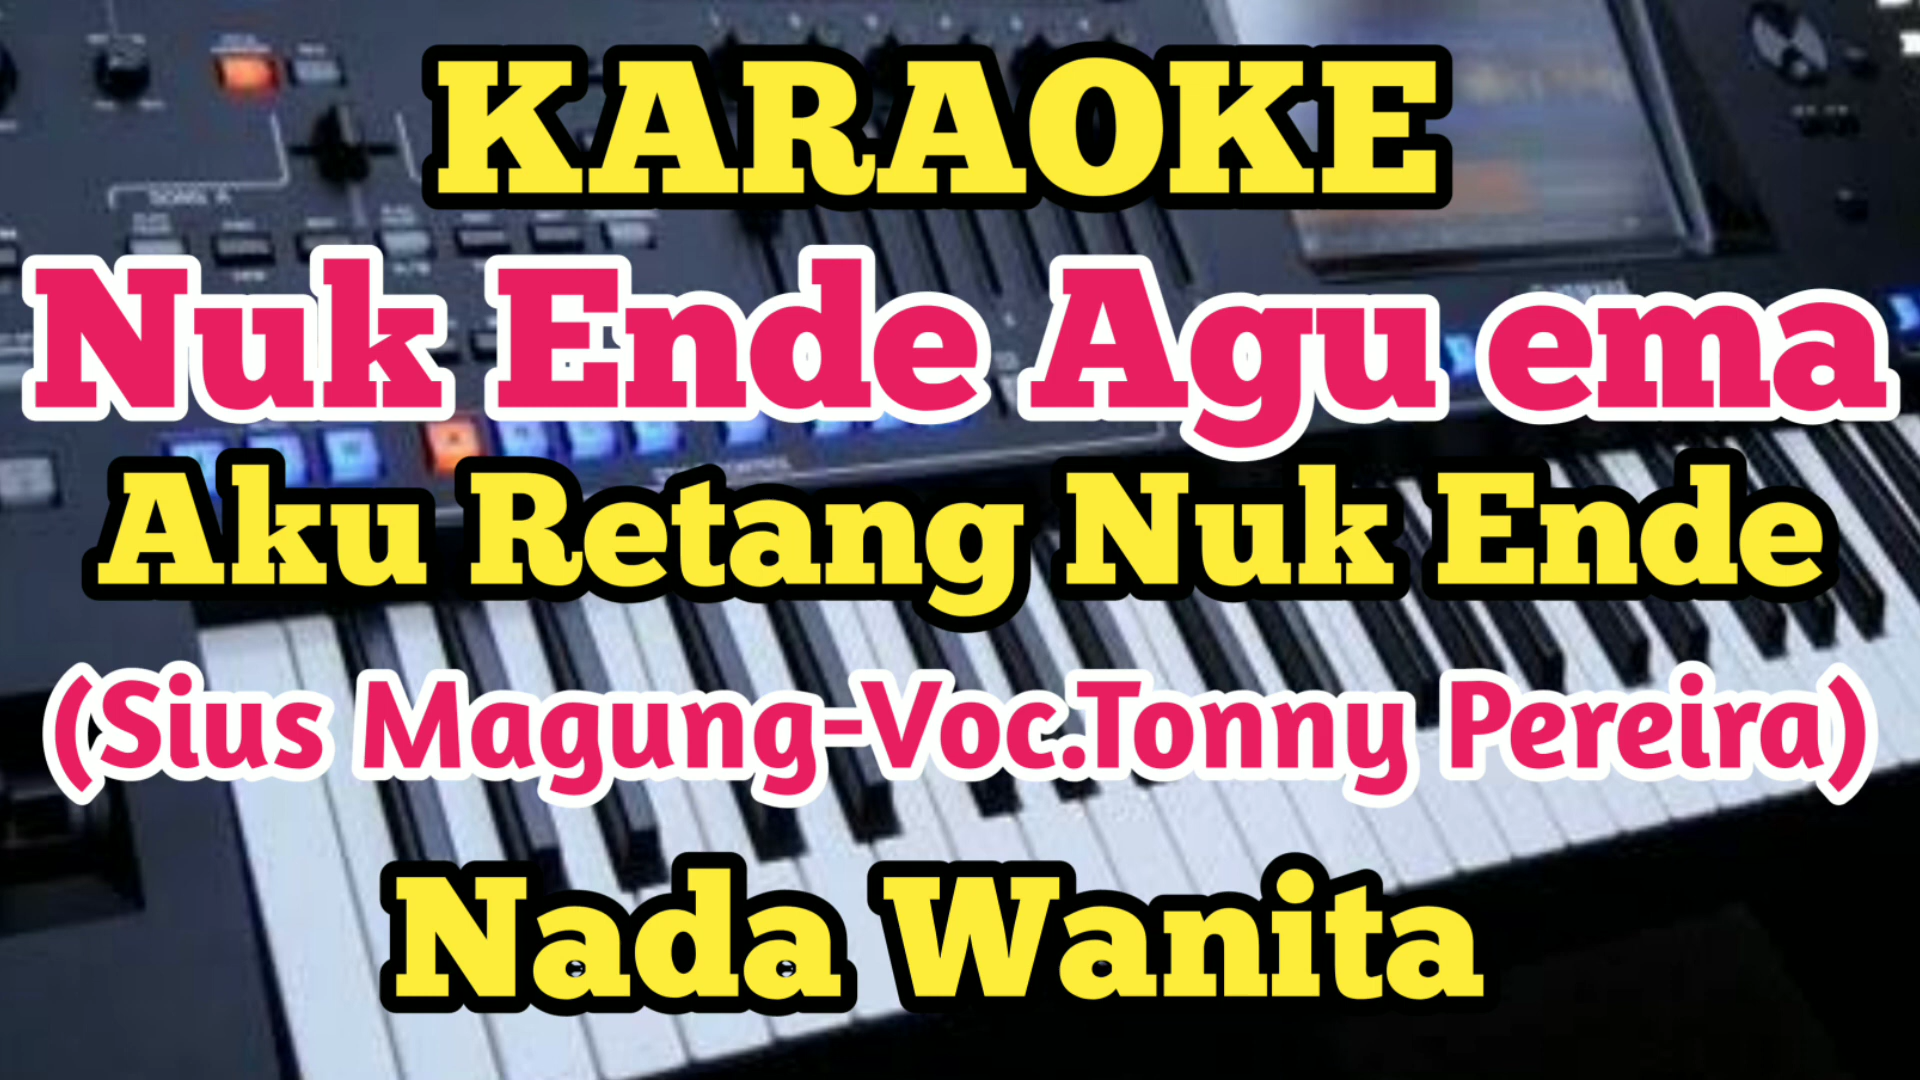 KARAOKE
Nuk Ende Agu ema
Aku Retang Nuk Ende
(Sius Magung-Voc.Tonny Pereira)
Nada Wanita